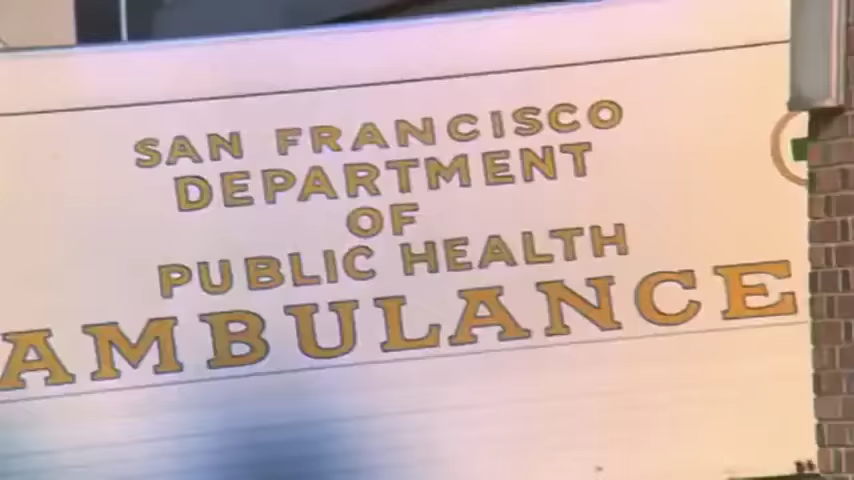 SAN FRANCISCO
DEPARTMENT
OF
PUBLIC HEALTH
AMBULANCE